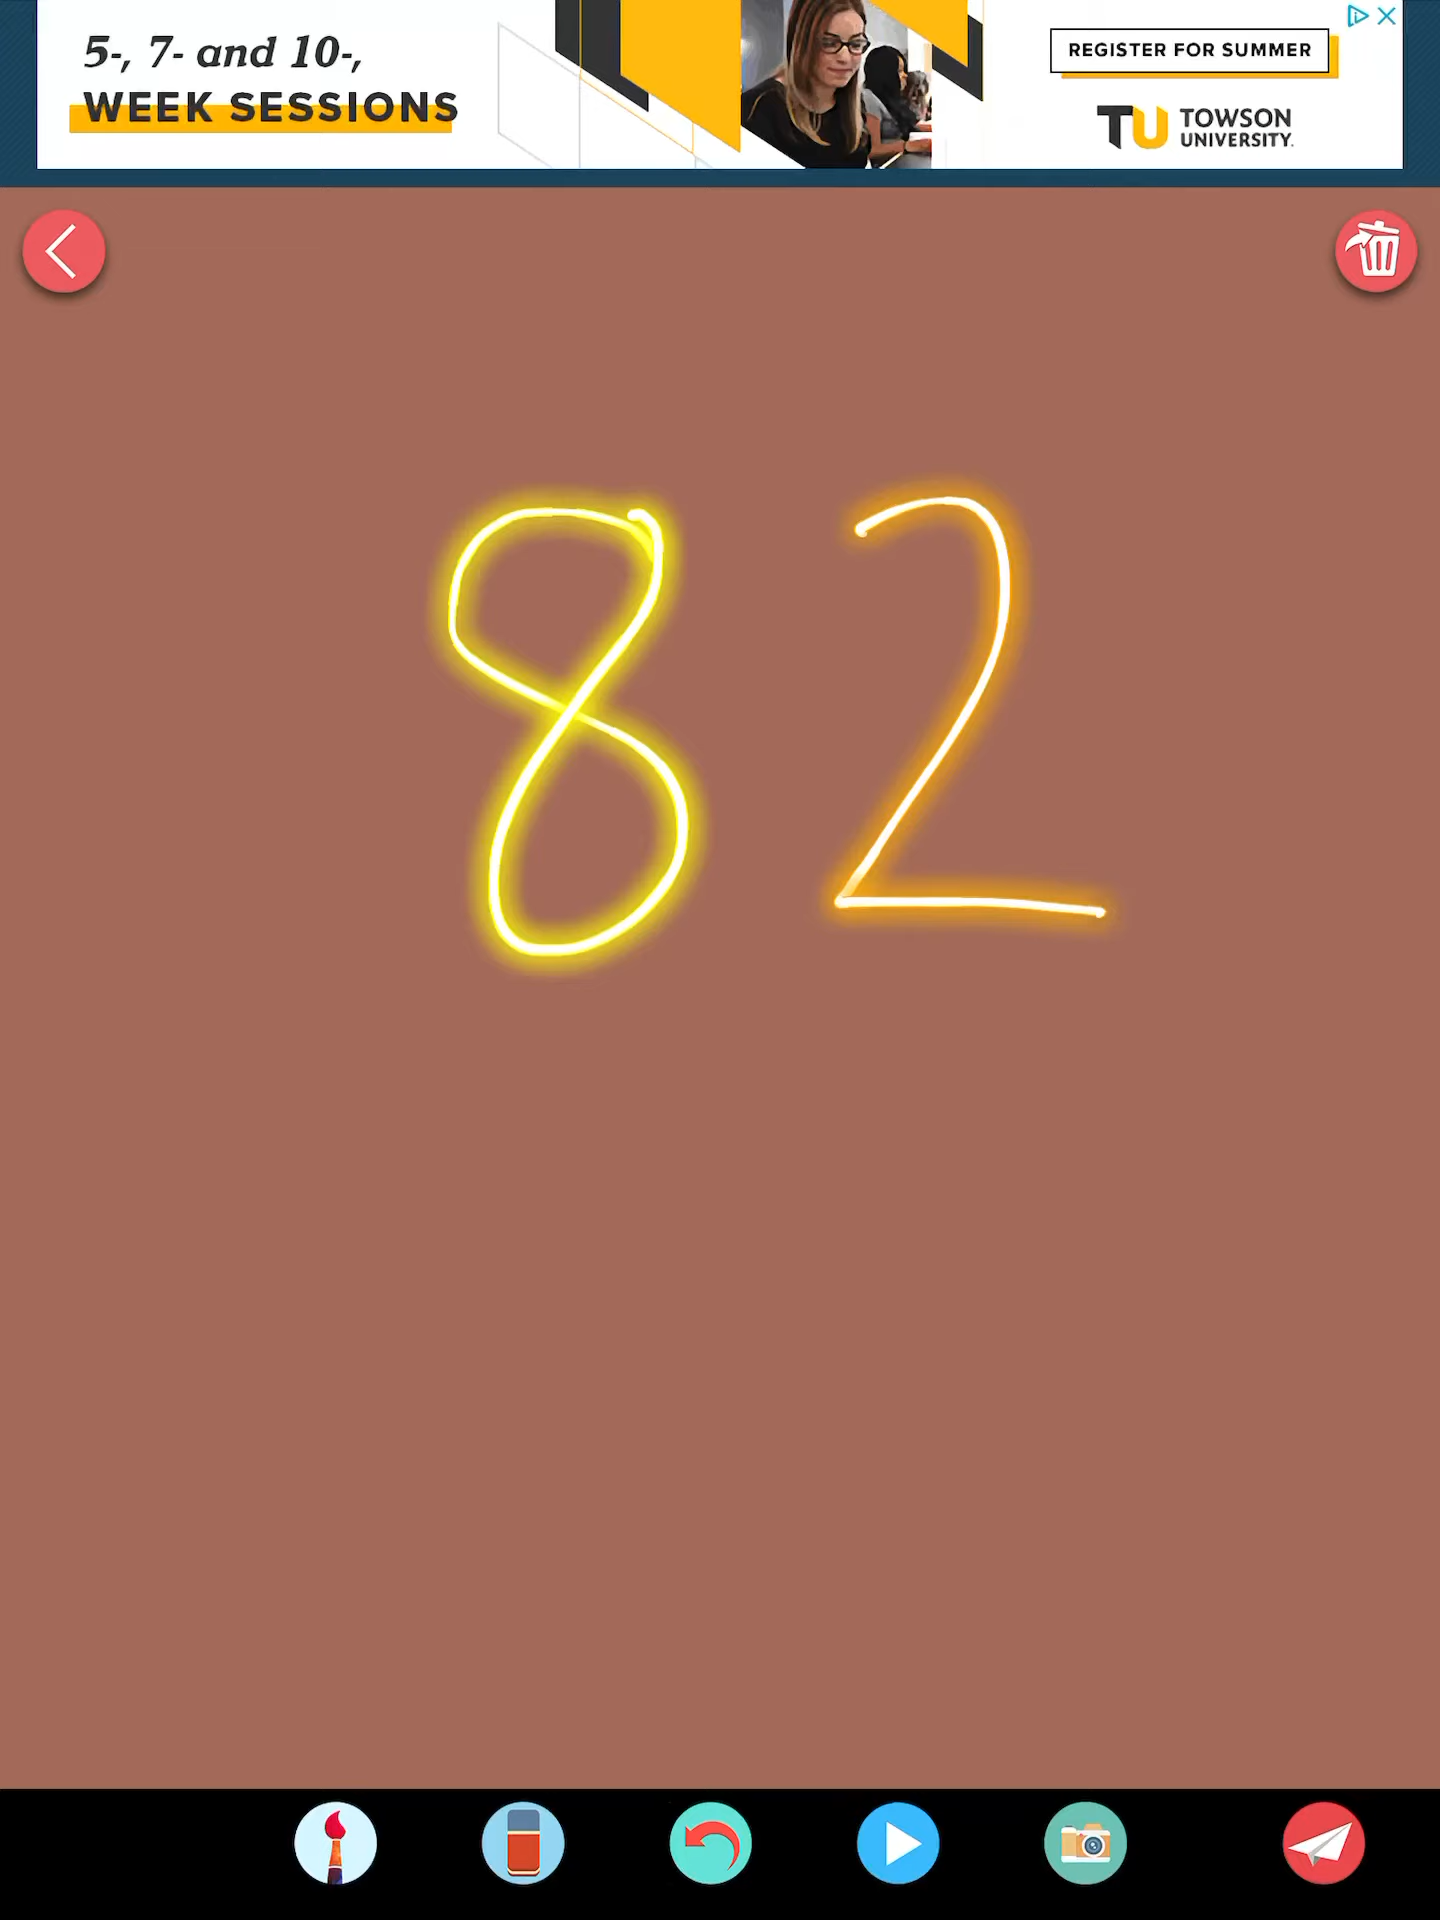 5-, 7- and 10-,
WEEK SESSIONS
REGISTER FOR SUMMER
TU TOWSON
UNIVERSITY.
82